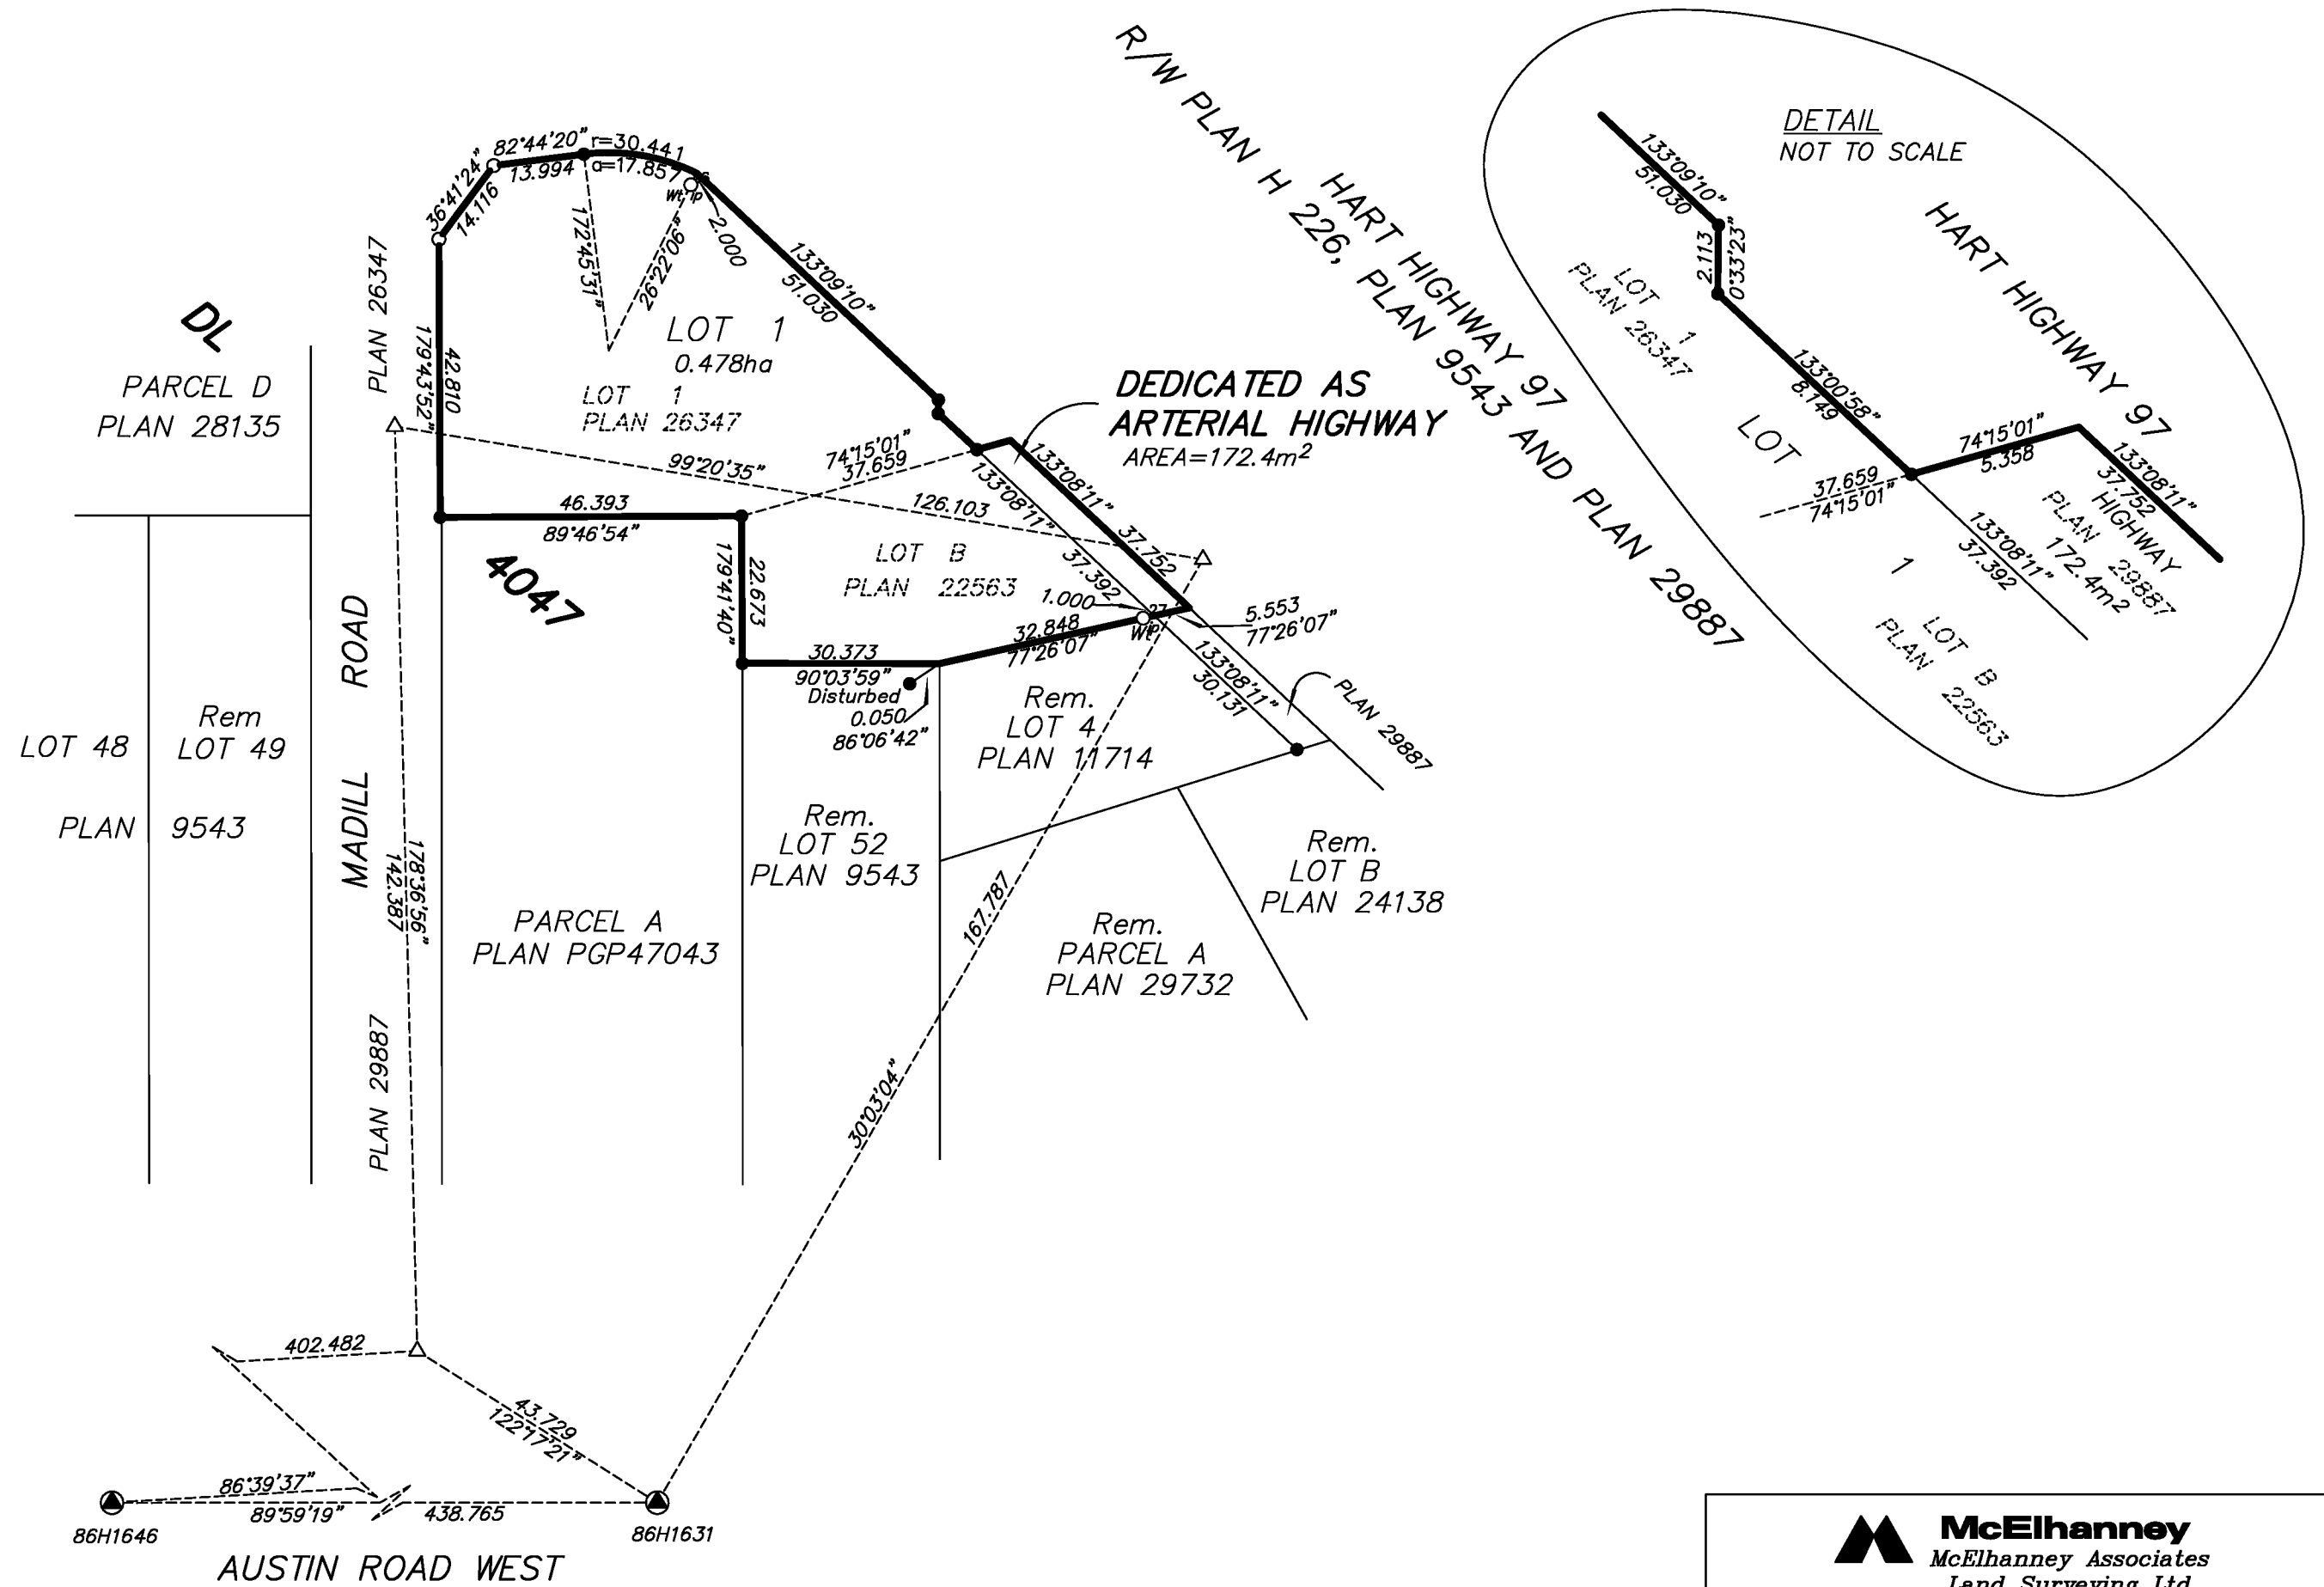 82°44'20"
13.994
r=30.441
a=17.857
36°41'24"
14.116
Wt ip
2.000
172°45'31"
26°22'06"
133°09'10"
51.030
LOT 1
0.478ha
LOT 1
PLAN 26347
PLAN 26347
179°43'52"
42.810
DL
PARCEL D
PLAN 28135
99°20'35"
126.103
74°15'01"
37.659
DEDICATED AS
ARTERIAL HIGHWAY
AREA=172.4m²
133°08'11"
37.752
133°08'11"
37.392
46.393
89°46'54"
4047
179°41'40"
22.673
LOT B
PLAN 22563
1.000
27
Wt ip
5.553
77°26'07"
32.848
77°26'07"
30.373
90°03'59"
Disturbed
0.050
86°06'42"
133°08'11"
30.131
PLAN 29887
Rem.
LOT 4
PLAN 11714
MADILL ROAD
Rem
LOT 49
LOT 48
PLAN 9543
Rem.
LOT 52
PLAN 9543
Rem.
LOT B
PLAN 24138
PARCEL A
PLAN PGP47043
Rem.
PARCEL A
PLAN 29732
178°36'56"
142.387
167.787
30°03'04"
PLAN 29887
402.482
43.729
122°17'21"
86°39'37"
89°59'19"
438.765
86H1646
86H1631
AUSTIN ROAD WEST
R/W PLAN H 226, PLAN 9543 AND PLAN 29887
HART HIGHWAY 97
DETAIL
NOT TO SCALE
133°09'10"
51.030
2.113
0°33'23"
HART HIGHWAY 97
LOT 1
PLAN 26347
133°00'58"
8.149
LOT 1
74°15'01"
5.358
37.659
74°15'01"
133°08'11"
37.752
HIGHWAY
PLAN 29887
172.4m2
133°08'11"
37.392
LOT B
PLAN 22563
McElhanney
McElhanney Associates
Land Surveying Ltd